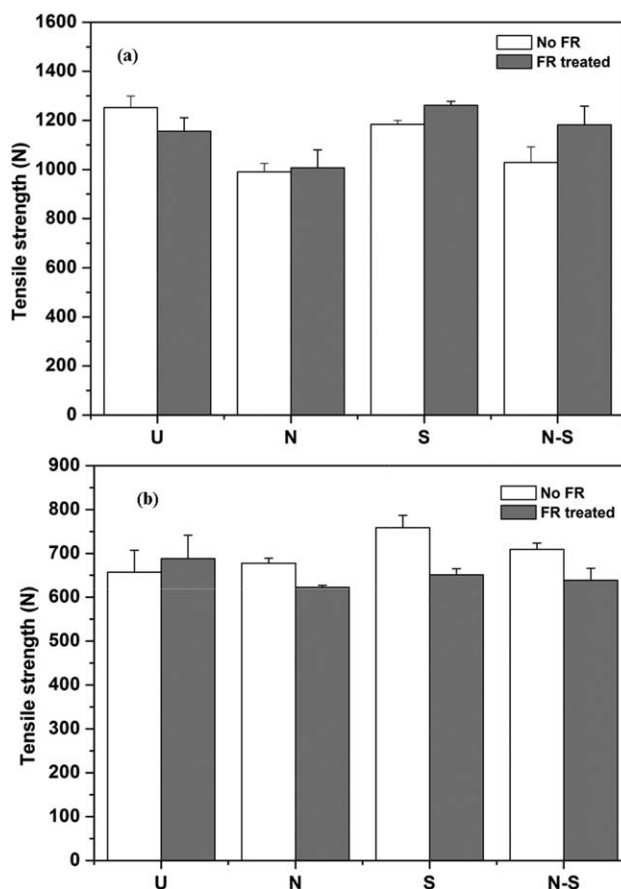 1600
1400
1200
1000
800
600
400
200
0
Tensile strength (N)
(a)
No FR
FR treated
U N S N-S
900
800
700
600
500
400
300
200
100
0
Tensile strength (N)
(b)
No FR
FR treated
U N S N-S